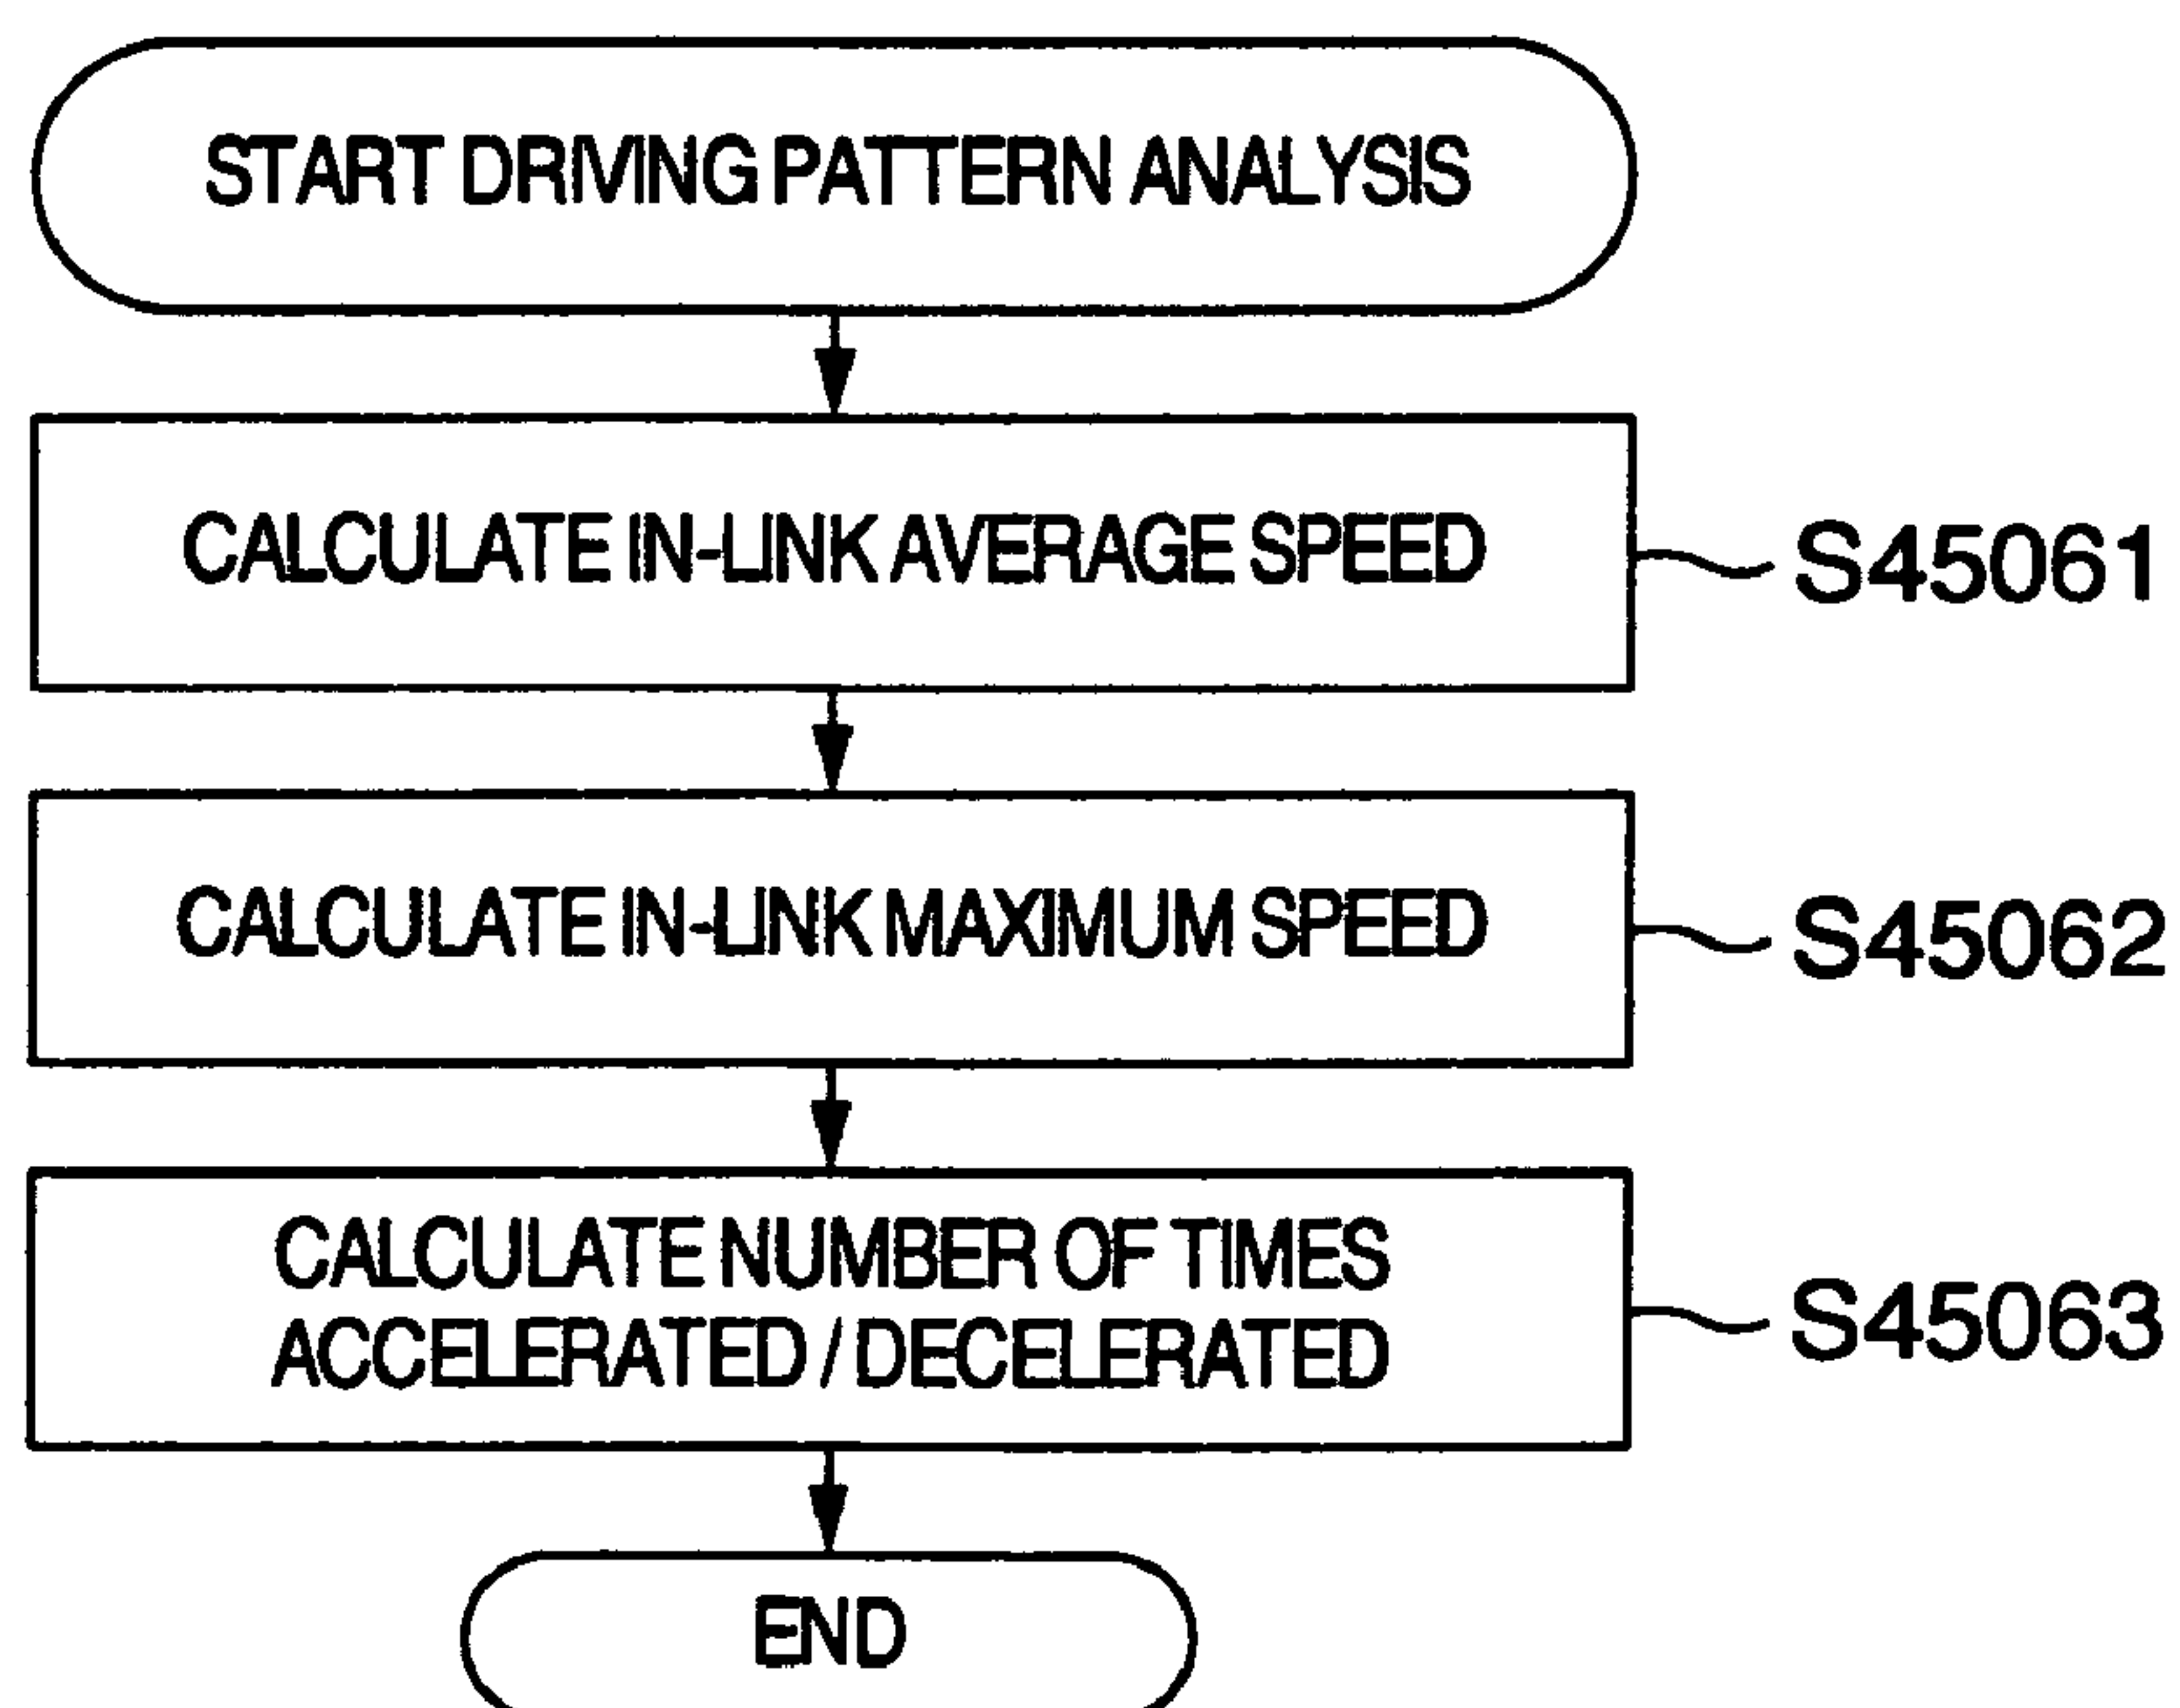 START DRIVING PATTERN ANALYSIS
CALCULATE IN-LINK AVERAGE SPEED
S45061
CALCULATE IN-LINK MAXIMUM SPEED
S45062
CALCULATE NUMBER OF TIMES
ACCELERATED / DECELERATED
S45063
END